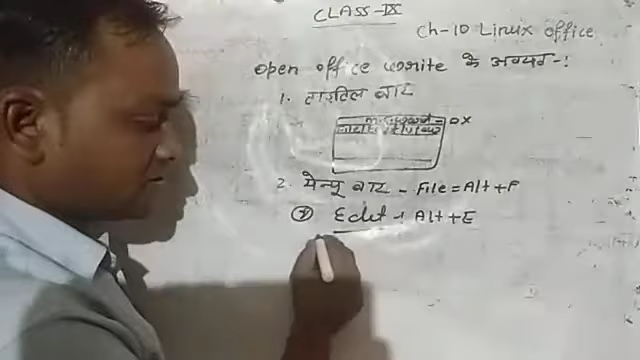 CLASS-IX
Ch-10 Linux office
open office write के अवयव -:
1. टाइटिल बार
- □ X
2. मेन्यू बार - File = Alt + F
Edit - Alt + E